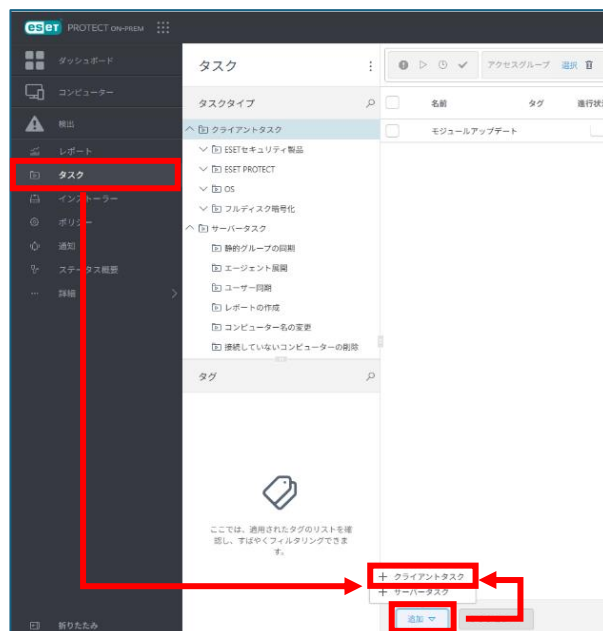 eset PROTECT ON-PREM
ダッシュボード
コンピューター
検出
レポート
タスク
インストーラー
ポリシー
通知
ステータス概要
詳細
折りたたみ
タスク
タスクタイプ
クライアントタスク
ESETセキュリティ製品
ESET PROTECT
OS
フルディスク暗号化
サーバータスク
静的グループの同期
エージェント展開
ユーザー同期
レポートの作成
コンピューター名の変更
接続していないコンピューターの削除
タグ
ここでは、適用されたタグのリストを確
認し、すばやくフィルタリングできま
す。
アクセスグループ 選択
名前 タグ 進行状
モジュールアップデート
+ クライアントタスク
+ サーバータスク
追加